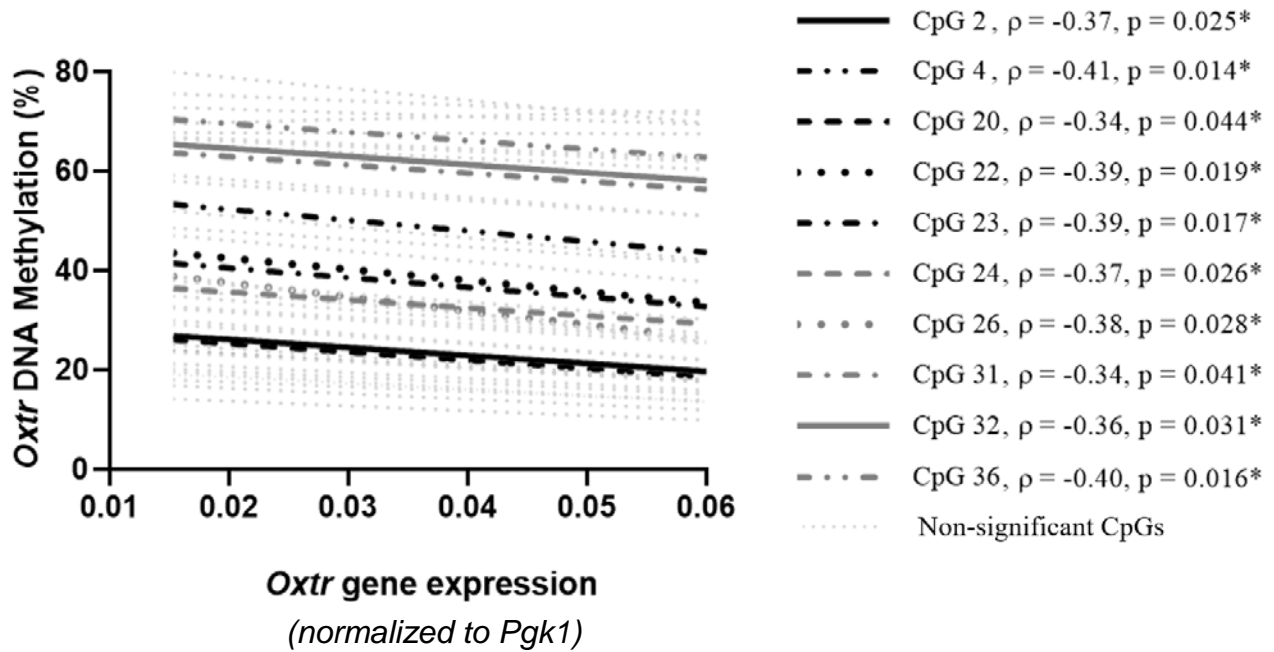 Oxtr DNA Methylation (%)
80
60
40
20
0
0.01 0.02 0.03 0.04 0.05 0.06
Oxtr gene expression
(normalized to Pgk1)
CpG 2, ρ = -0.37, p = 0.025*
CpG 4, ρ = -0.41, p = 0.014*
CpG 20, ρ = -0.34, p = 0.044*
CpG 22, ρ = -0.39, p = 0.019*
CpG 23, ρ = -0.39, p = 0.017*
CpG 24, ρ = -0.37, p = 0.026*
CpG 26, ρ = -0.38, p = 0.028*
CpG 31, ρ = -0.34, p = 0.041*
CpG 32, ρ = -0.36, p = 0.031*
CpG 36, ρ = -0.40, p = 0.016*
Non-significant CpGs